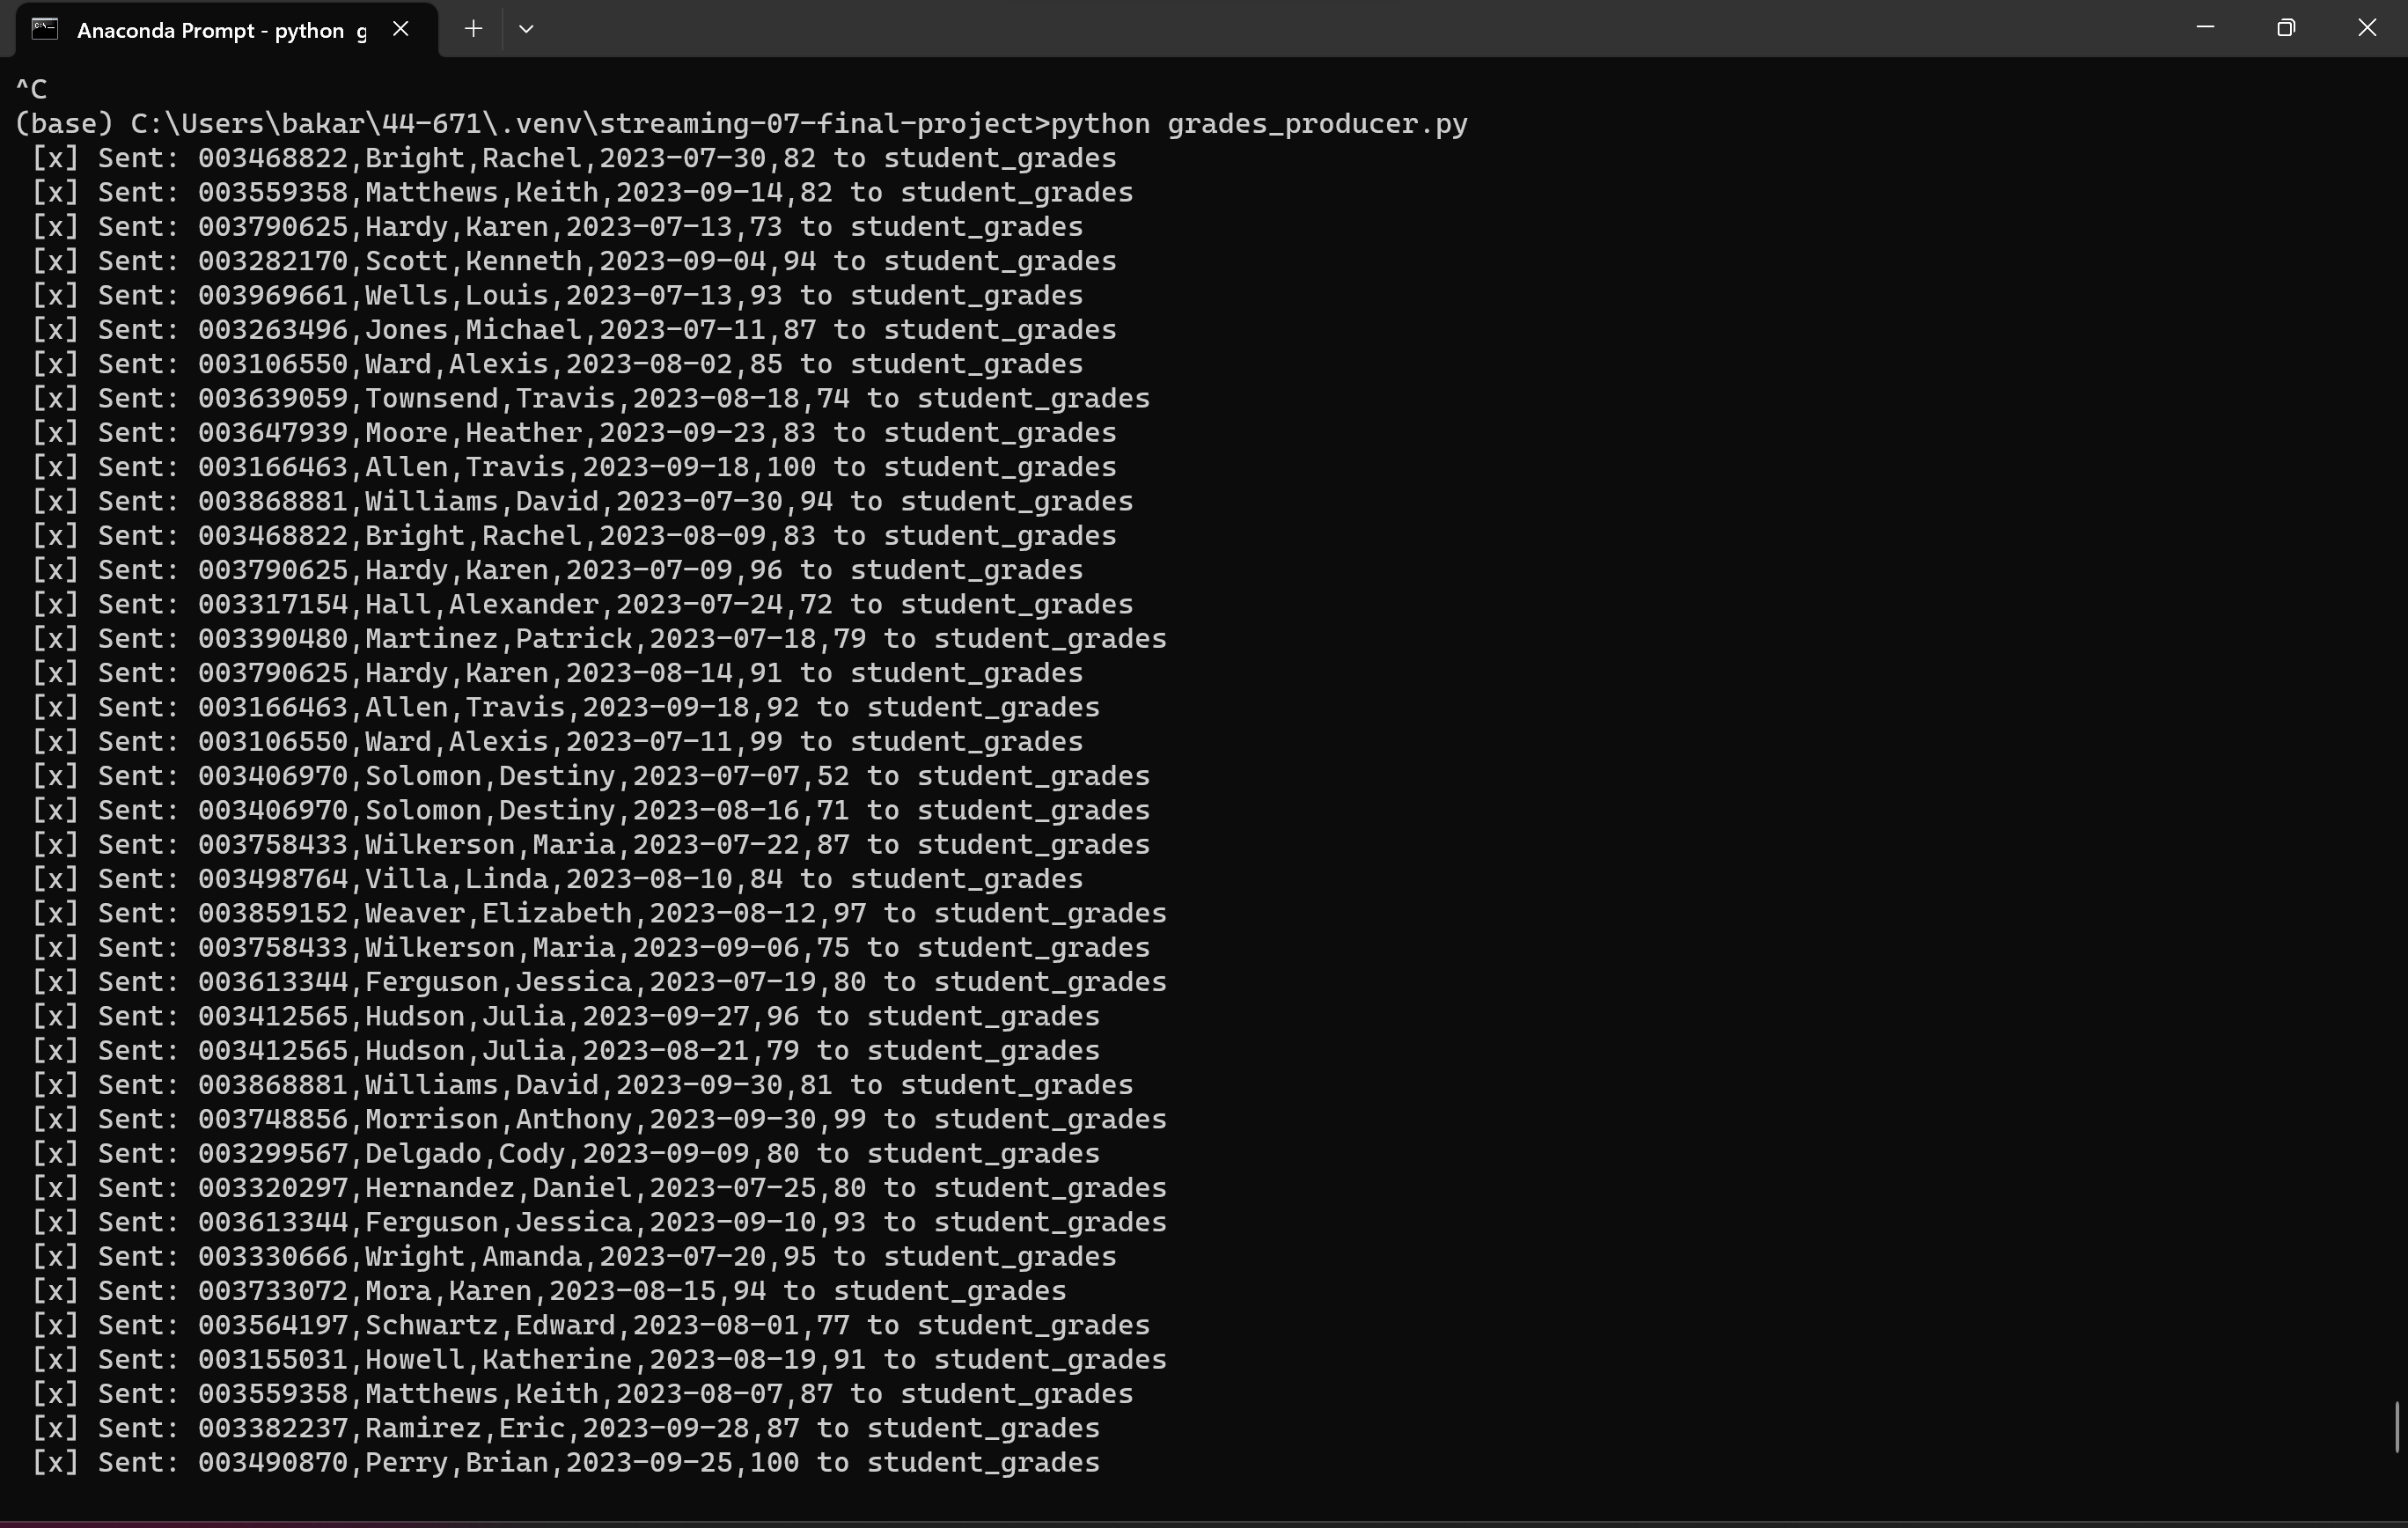 Anaconda Prompt - python g
^C
(base) C:\Users\bakar\44-671\.venv\streaming-07-final-project>python grades_producer.py
[x] Sent: 003468822,Bright,Rachel,2023-07-30,82 to student_grades
[x] Sent: 003559358,Matthews,Keith,2023-09-14,82 to student_grades
[x] Sent: 003790625,Hardy,Karen,2023-07-13,73 to student_grades
[x] Sent: 003282170,Scott,Kenneth,2023-09-04,94 to student_grades
[x] Sent: 003969661,Wells,Louis,2023-07-13,93 to student_grades
[x] Sent: 003263496,Jones,Michael,2023-07-11,87 to student_grades
[x] Sent: 003106550,Ward,Alexis,2023-08-02,85 to student_grades
[x] Sent: 003639059,Townsend,Travis,2023-08-18,74 to student_grades
[x] Sent: 003647939,Moore,Heather,2023-09-23,83 to student_grades
[x] Sent: 003166463,Allen,Travis,2023-09-18,100 to student_grades
[x] Sent: 003868881,Williams,David,2023-07-30,94 to student_grades
[x] Sent: 003468822,Bright,Rachel,2023-08-09,83 to student_grades
[x] Sent: 003790625,Hardy,Karen,2023-07-09,96 to student_grades
[x] Sent: 003317154,Hall,Alexander,2023-07-24,72 to student_grades
[x] Sent: 003390480,Martinez,Patrick,2023-07-18,79 to student_grades
[x] Sent: 003790625,Hardy,Karen,2023-08-14,91 to student_grades
[x] Sent: 003166463,Allen,Travis,2023-09-18,92 to student_grades
[x] Sent: 003106550,Ward,Alexis,2023-07-11,99 to student_grades
[x] Sent: 003406970,Solomon,Destiny,2023-07-07,52 to student_grades
[x] Sent: 003406970,Solomon,Destiny,2023-08-16,71 to student_grades
[x] Sent: 003758433,Wilkerson,Maria,2023-07-22,87 to student_grades
[x] Sent: 003498764,Villa,Linda,2023-08-10,84 to student_grades
[x] Sent: 003859152,Weaver,Elizabeth,2023-08-12,97 to student_grades
[x] Sent: 003758433,Wilkerson,Maria,2023-09-06,75 to student_grades
[x] Sent: 003613344,Ferguson,Jessica,2023-07-19,80 to student_grades
[x] Sent: 003412565,Hudson,Julia,2023-09-27,96 to student_grades
[x] Sent: 003412565,Hudson,Julia,2023-08-21,79 to student_grades
[x] Sent: 003868881,Williams,David,2023-09-30,81 to student_grades
[x] Sent: 003748856,Morrison,Anthony,2023-09-30,99 to student_grades
[x] Sent: 003299567,Delgado,Cody,2023-09-09,80 to student_grades
[x] Sent: 003320297,Hernandez,Daniel,2023-07-25,80 to student_grades
[x] Sent: 003613344,Ferguson,Jessica,2023-09-10,93 to student_grades
[x] Sent: 003330666,Wright,Amanda,2023-07-20,95 to student_grades
[x] Sent: 003733072,Mora,Karen,2023-08-15,94 to student_grades
[x] Sent: 003564197,Schwartz,Edward,2023-08-01,77 to student_grades
[x] Sent: 003155031,Howell,Katherine,2023-08-19,91 to student_grades
[x] Sent: 003559358,Matthews,Keith,2023-08-07,87 to student_grades
[x] Sent: 003382237,Ramirez,Eric,2023-09-28,87 to student_grades
[x] Sent: 003490870,Perry,Brian,2023-09-25,100 to student_grades